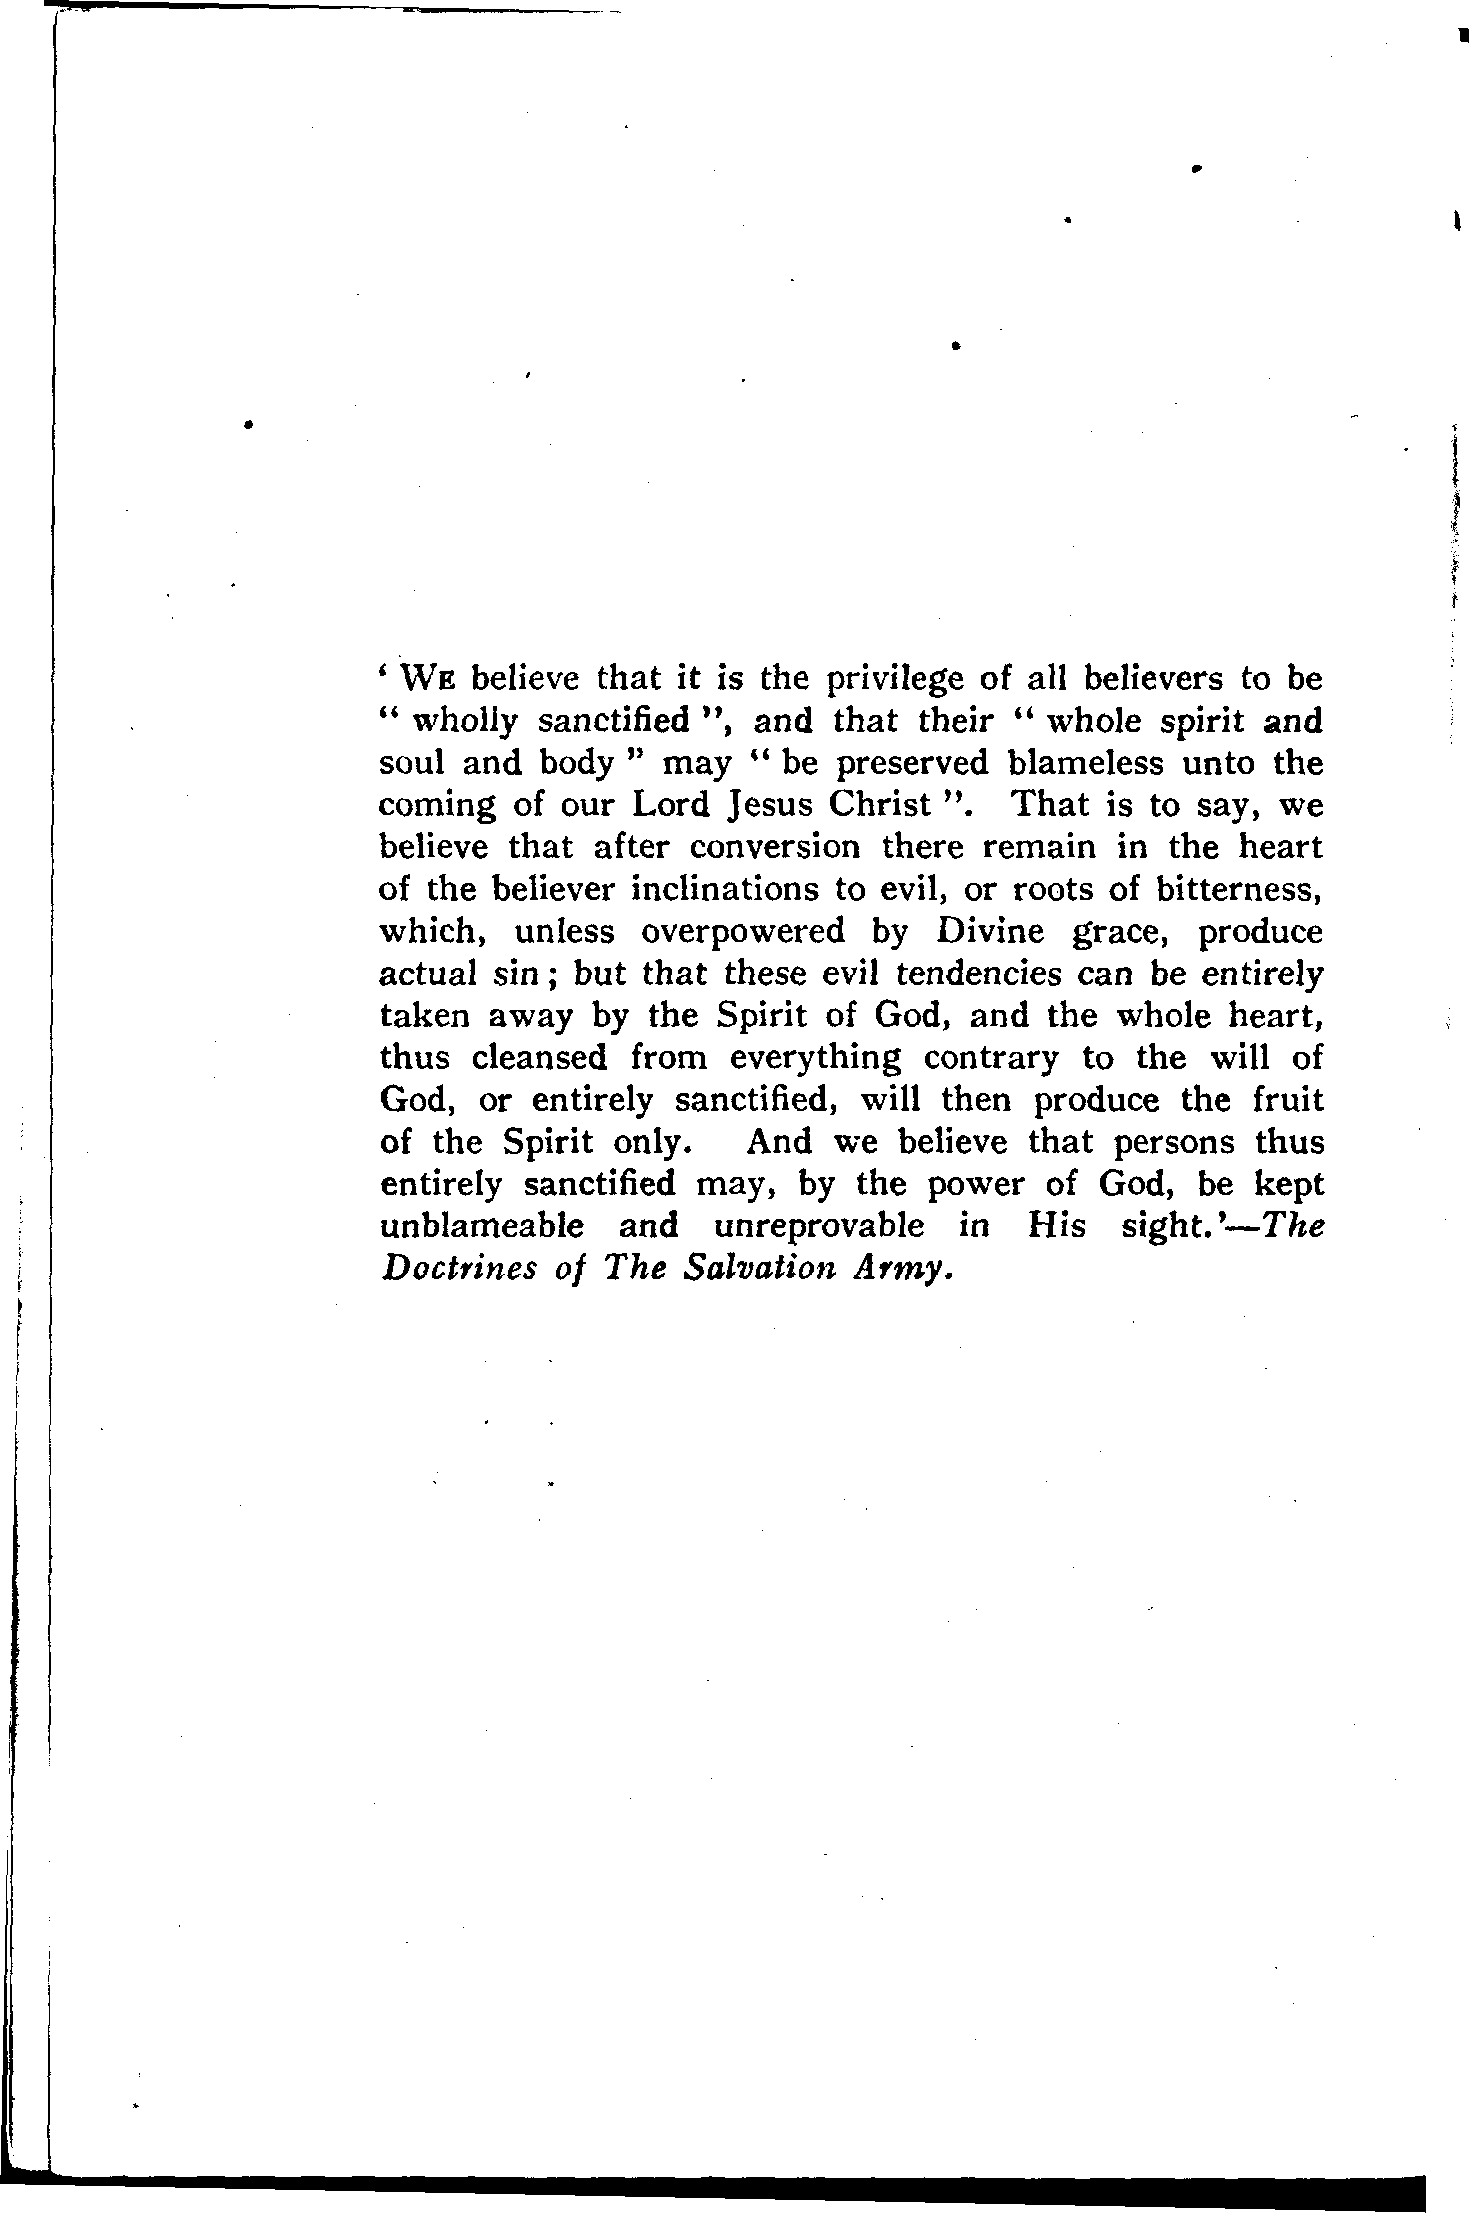 ‘ WE believe that it is the privilege of all believers to be
“ wholly sanctified ”, and that their “ whole spirit and
soul and body ” may “ be preserved blameless unto the
coming of our Lord Jesus Christ ”. That is to say, we
believe that after conversion there remain in the heart
of the believer inclinations to evil, or roots of bitterness,
which, unless overpowered by Divine grace, produce
actual sin ; but that these evil tendencies can be entirely
taken away by the Spirit of God, and the whole heart,
thus cleansed from everything contrary to the will of
God, or entirely sanctified, will then produce the fruit
of the Spirit only. And we believe that persons thus
entirely sanctified may, by the power of God, be kept
unblameable and unreprovable in His sight.’—The
Doctrines of The Salvation Army.